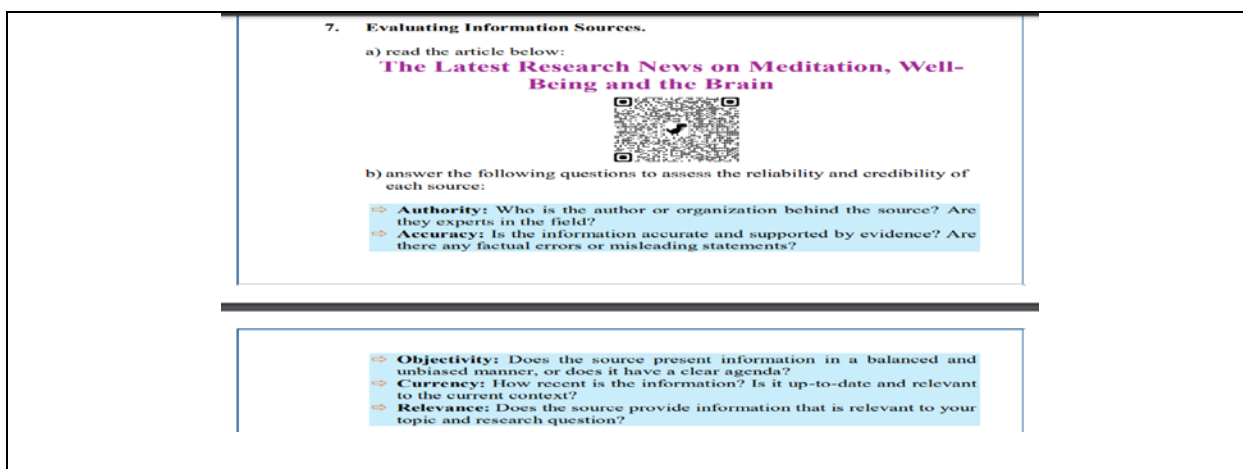 7. Evaluating Information Sources.
a) read the article below:
The Latest Research News on Meditation, Well-
Being and the Brain
b) answer the following questions to assess the reliability and credibility of
each source:
⇨ Authority: Who is the author or organization behind the source? Are
they experts in the field?
⇨ Accuracy: Is the information accurate and supported by evidence? Are
there any factual errors or misleading statements?
⇨ Objectivity: Does the source present information in a balanced and
unbiased manner, or does it have a clear agenda?
⇨ Currency: How recent is the information? Is it up-to-date and relevant
to the current context?
⇨ Relevance: Does the source provide information that is relevant to your
topic and research question?